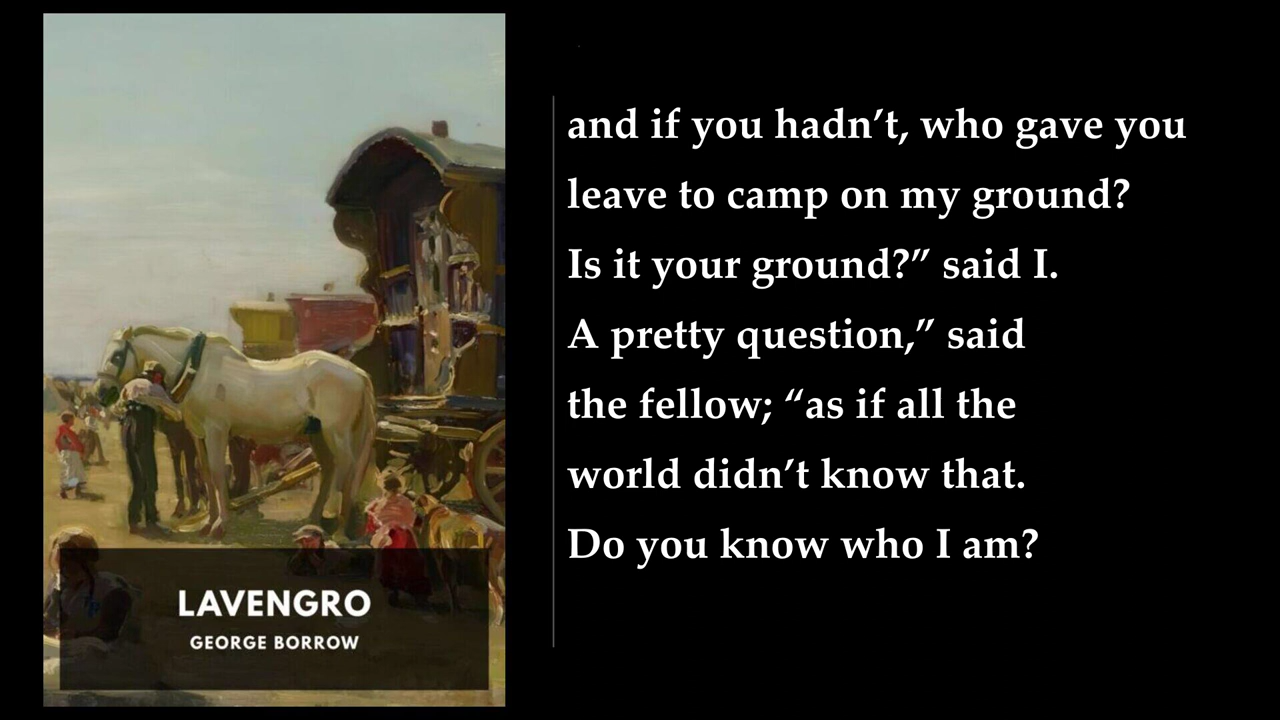 LAVENGRO
GEORGE BORROW
and if you hadn’t, who gave you
leave to camp on my ground?
Is it your ground?” said I.
A pretty question,” said
the fellow; “as if all the
world didn’t know that.
Do you know who I am?